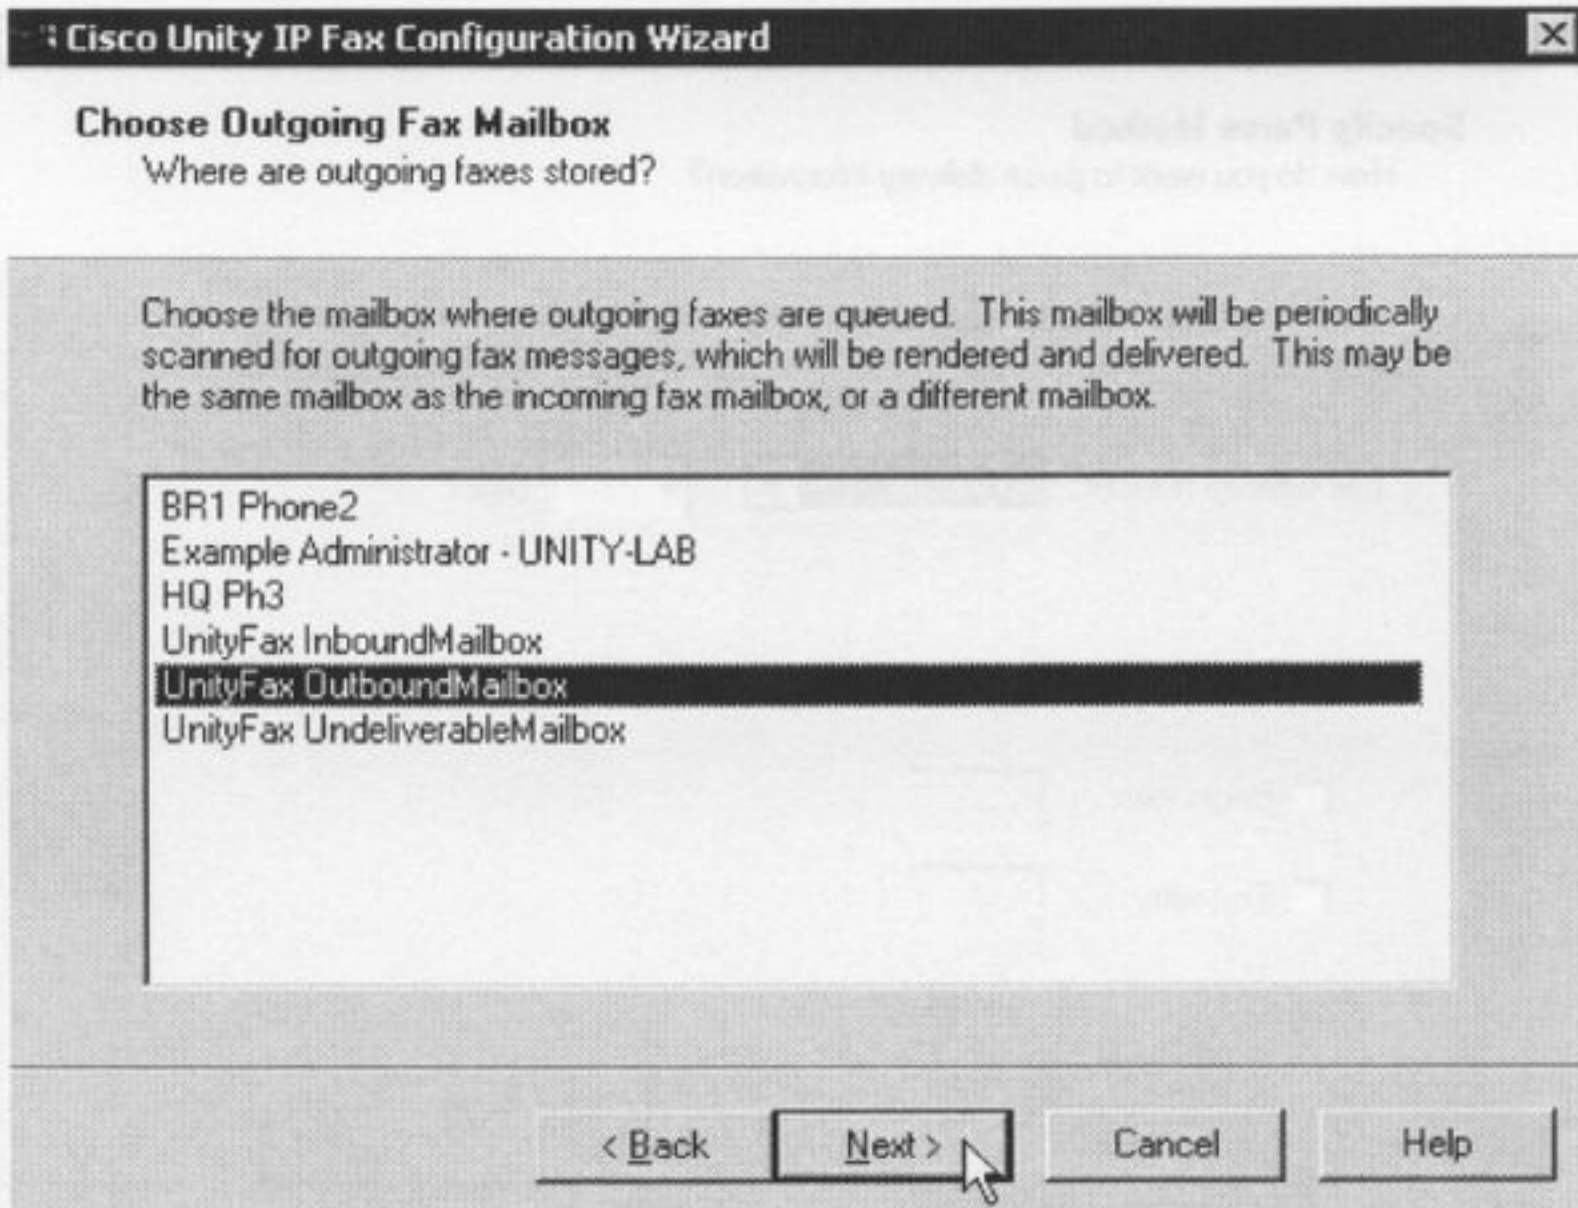 Cisco Unity IP Fax Configuration Wizard
Choose Outgoing Fax Mailbox
Where are outgoing faxes stored?
Choose the mailbox where outgoing faxes are queued. This mailbox will be periodically
scanned for outgoing fax messages, which will be rendered and delivered. This may be
the same mailbox as the incoming fax mailbox, or a different mailbox.
BR1 Phone2
Example Administrator - UNITY-LAB
HQ Ph3
UnityFax InboundMailbox
UnityFax OutboundMailbox
UnityFax UndeliverableMailbox
< Back
Next >
Cancel
Help